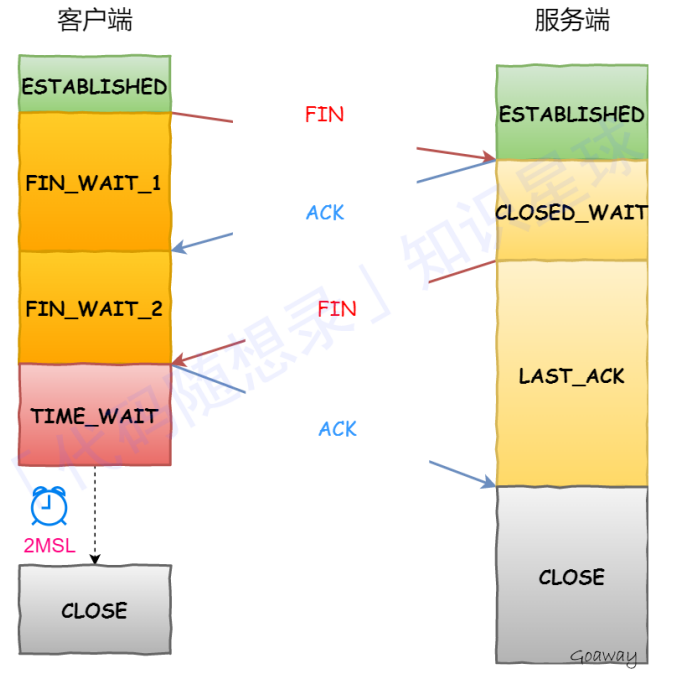 客户端
服务端
ESTABLISHED
ESTABLISHED
FIN
FIN_WAIT_1
ACK
CLOSED_WAIT
FIN_WAIT_2
FIN
LAST_ACK
TIME_WAIT
ACK
2MSL
CLOSE
CLOSE
Goaway
「代码随想录」知识星球